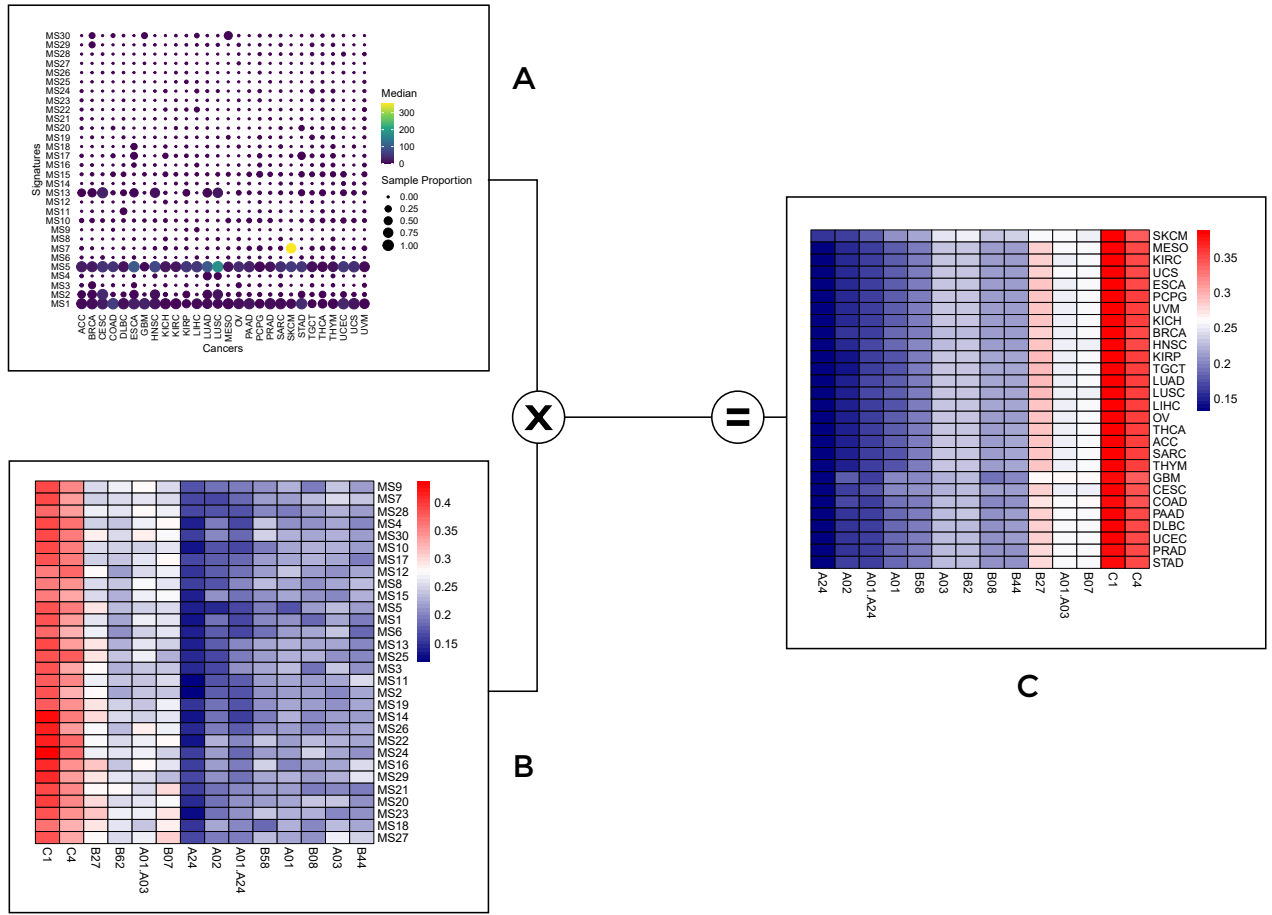 A
Signatures
MS30
MS29
MS28
MS27
MS26
MS25
MS24
MS23
MS22
MS21
MS20
MS19
MS18
MS17
MS16
MS15
MS14
MS13
MS12
MS11
MS10
MS9
MS8
MS7
MS6
MS5
MS4
MS3
MS2
MS1
ACC
BRCA
CESC
COAD
DLBC
ESCA
GBM
HNSC
KICH
KIRC
KIRP
LIHC
LUAD
LUSC
MESO
OV
PAAD
PCPG
PRAD
SARC
SKCM
STAD
TGCT
THCA
THYM
UCEC
UCS
UVM
Cancers
Median
300
200
100
0
Sample Proportion
0.00
0.25
0.50
0.75
1.00
X
=
B
MS9
MS7
MS28
MS4
MS30
MS10
MS17
MS12
MS8
MS15
MS5
MS1
MS6
MS13
MS25
MS3
MS11
MS2
MS19
MS14
MS26
MS22
MS24
MS16
MS29
MS21
MS20
MS23
MS18
MS27
C1
C4
B27
B62
A01.A03
B07
A24
A02
A01.A24
B58
A01
B08
A03
B44
0.4
0.35
0.3
0.25
0.2
0.15
C
SKCM
MESO
KIRC
UCS
ESCA
PCPG
UVM
KICH
BRCA
HNSC
KIRP
TGCT
LUAD
LUSC
LIHC
OV
THCA
ACC
SARC
THYM
GBM
CESC
COAD
PAAD
DLBC
UCEC
PRAD
STAD
A24
A02
A01.A24
A01
B58
A03
B62
B08
B44
B27
A01.A03
B07
C1
C4
0.35
0.3
0.25
0.2
0.15